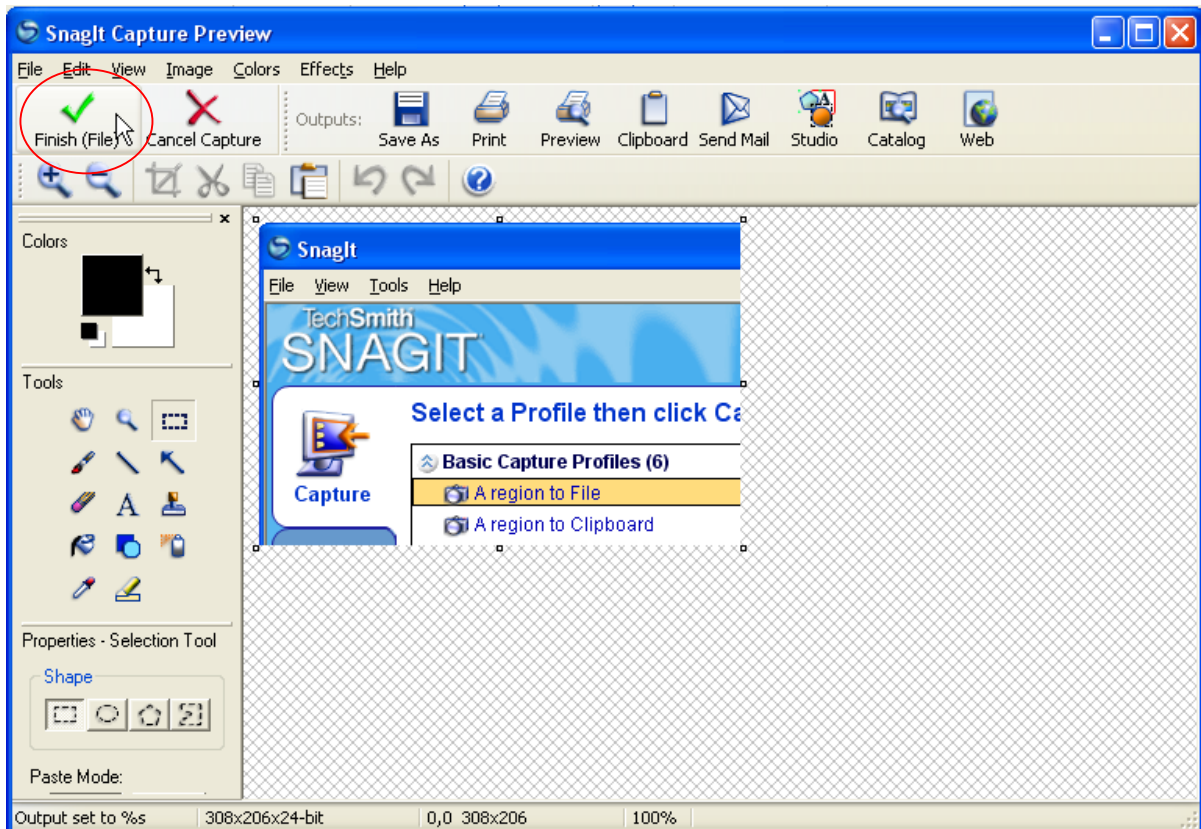 SnagIt Capture Preview
File Edit View Image Colors Effects Help
Finish (File) Cancel Capture Outputs: Save As Print Preview Clipboard Send Mail Studio Catalog Web
Colors
SnagIt
File View Tools Help
TechSmith
SNAGIT
Tools
Select a Profile then click Ca
Basic Capture Profiles (6)
Capture
A region to File
A region to Clipboard
Properties - Selection Tool
Shape
Paste Mode:
Output set to %s 308x206x24-bit 0,0 308x206 100%